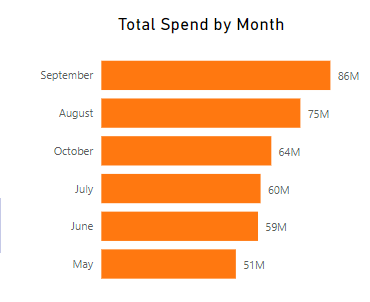 Total Spend by Month
September 86M
August 75M
October 64M
July 60M
June 59M
May 51M